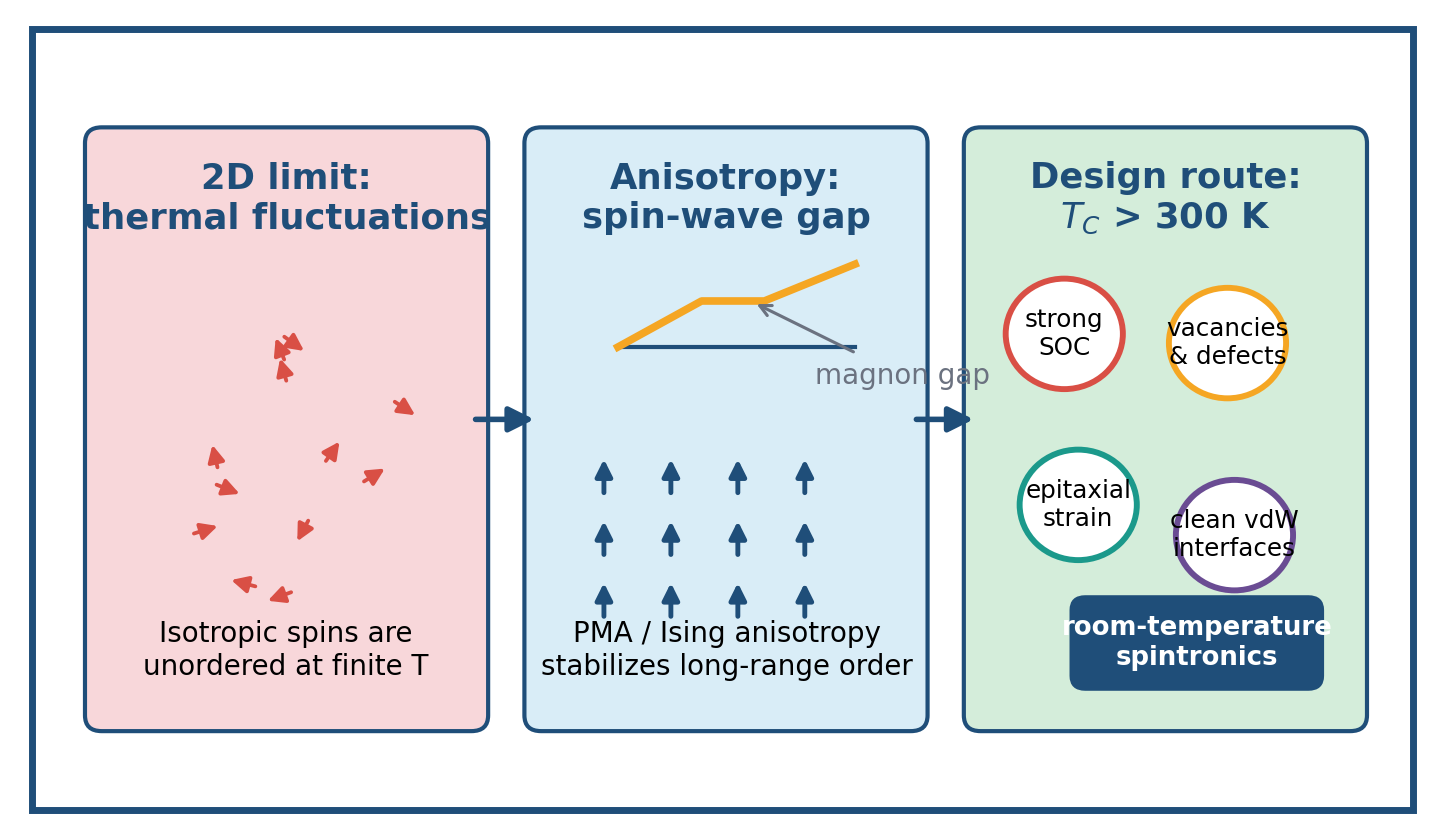 2D limit:
thermal fluctuations
Isotropic spins are
unordered at finite T
Anisotropy:
spin-wave gap
magnon gap
PMA / Ising anisotropy
stabilizes long-range order
Design route:
$T_C$ > 300 K
strong
SOC
vacancies
& defects
epitaxial
strain
clean vdW
interfaces
room-temperature
spintronics